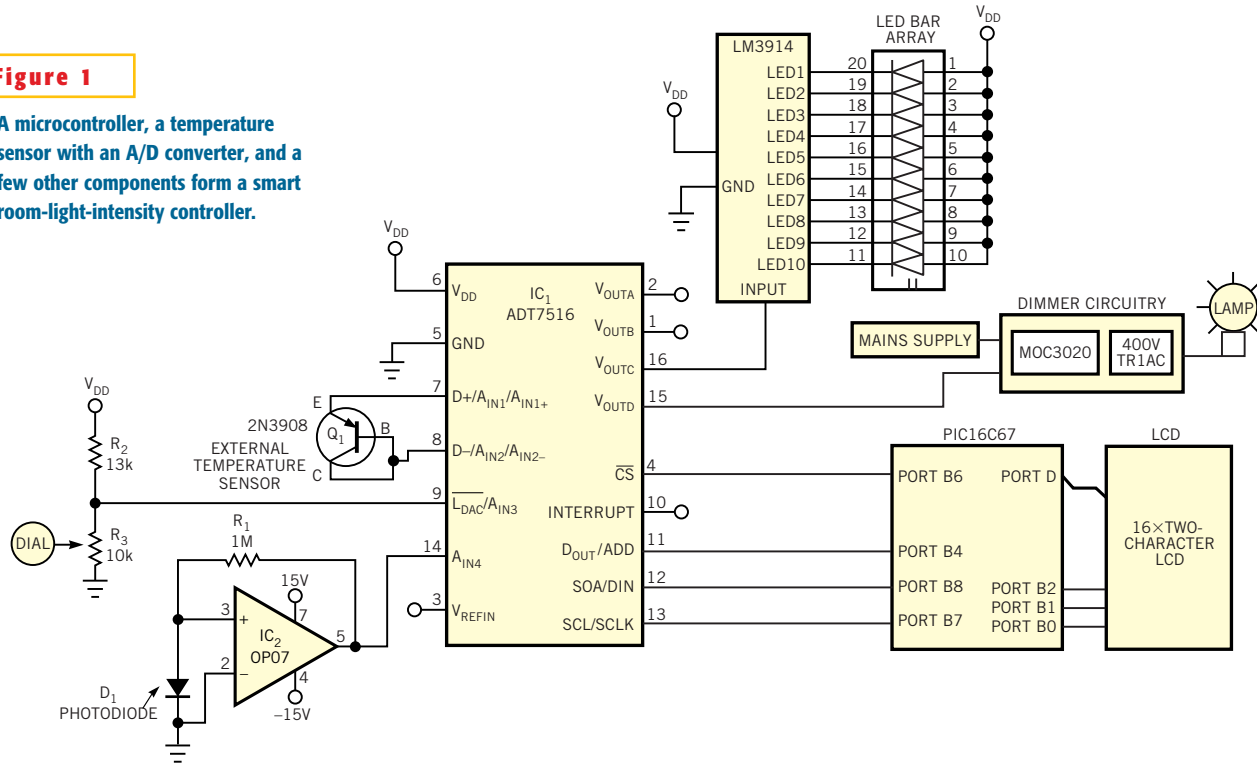 Figure 1
A microcontroller, a temperature
sensor with an A/D converter, and a
few other components form a smart
room-light-intensity controller.
LM3914
LED1
LED2
LED3
LED4
LED5
LED6
LED7
LED8
LED9
LED10
INPUT
GND
VDD
20
19
18
17
16
15
14
13
12
11
LED BAR
ARRAY
1
2
3
4
5
6
7
8
9
10
VDD
VDD
IC1
ADT7516
6
VDD
5
GND
7
D+/AIN1/AIN1+
8
D–/AIN2/AIN2–
9
LDAC/AIN3
14
AIN4
3
VREFIN
VOUTA
2
VOUTB
1
VOUTC
16
VOUTD
15
CS
4
INTERRUPT
10
DOUT/ADD
11
SOA/DIN
12
SCL/SCLK
13
2N3908
EXTERNAL
TEMPERATURE
SENSOR
E
Q1
B
C
VDD
R2
13k
DIAL
R3
10k
R1
1M
15V
7
3
+
IC2
OP07
5
2
–
4
–15V
D1
PHOTODIODE
MAINS SUPPLY
DIMMER CIRCUITRY
MOC3020
400V
TR1AC
LAMP
PIC16C67
PORT B6
PORT D
PORT B4
PORT B8
PORT B7
PORT B2
PORT B1
PORT B0
LCD
16×TWO-
CHARACTER
LCD